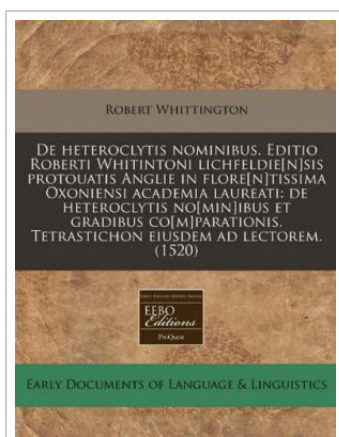 Robert Whittington
De heteroclytis nominibus. Editio
Roberti Whitintoni lichfeldie[n]sis
protouatis Anglie in flore[n]tissima
Oxoniensi academia laureati: de
heteroclytis no[min]ibus et
gradibus co[m]parationis.
Tetrastichon eiusdem ad lectorem.
(1520)
EEBO
Editions
ProQuest
Early Documents of Language & Linguistics